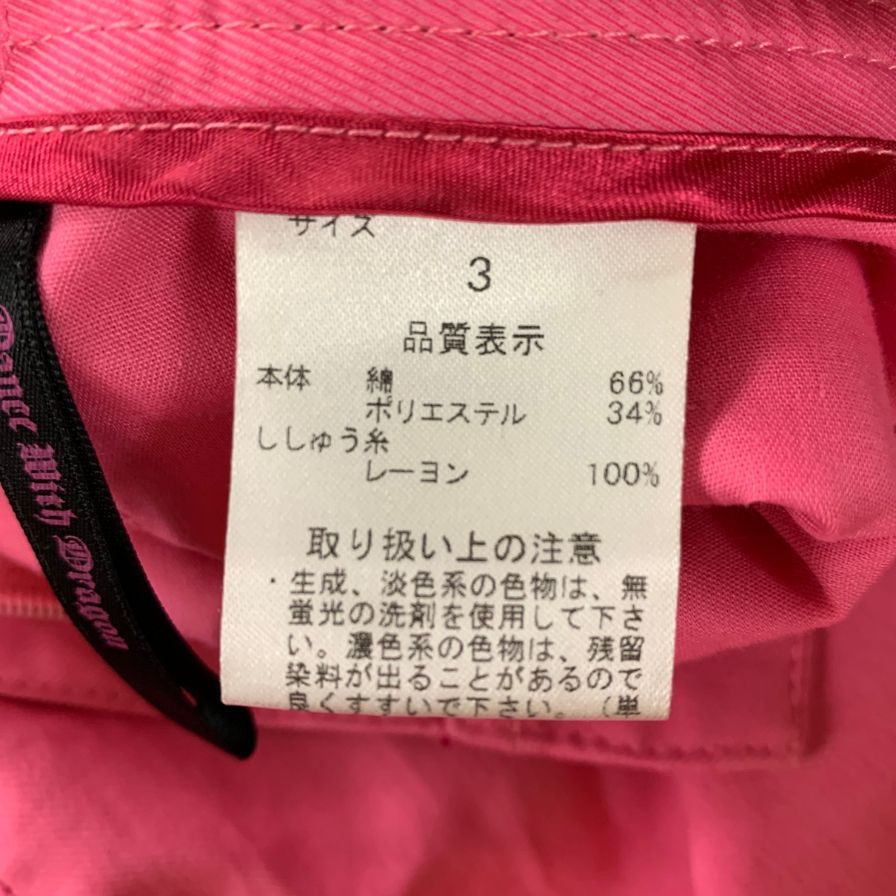 サイズ
3
品質表示
本体 綿 66%
ポリエステル 34%
ししゅう糸
レーヨン 100%
取り扱い上の注意
・生成、淡色系の色物は、無
蛍光の洗剤を使用して下さ
い。濃色系の色物は、残留
染料が出ることがあるので
良くすすいで下さい。（単
Dance With Dragon